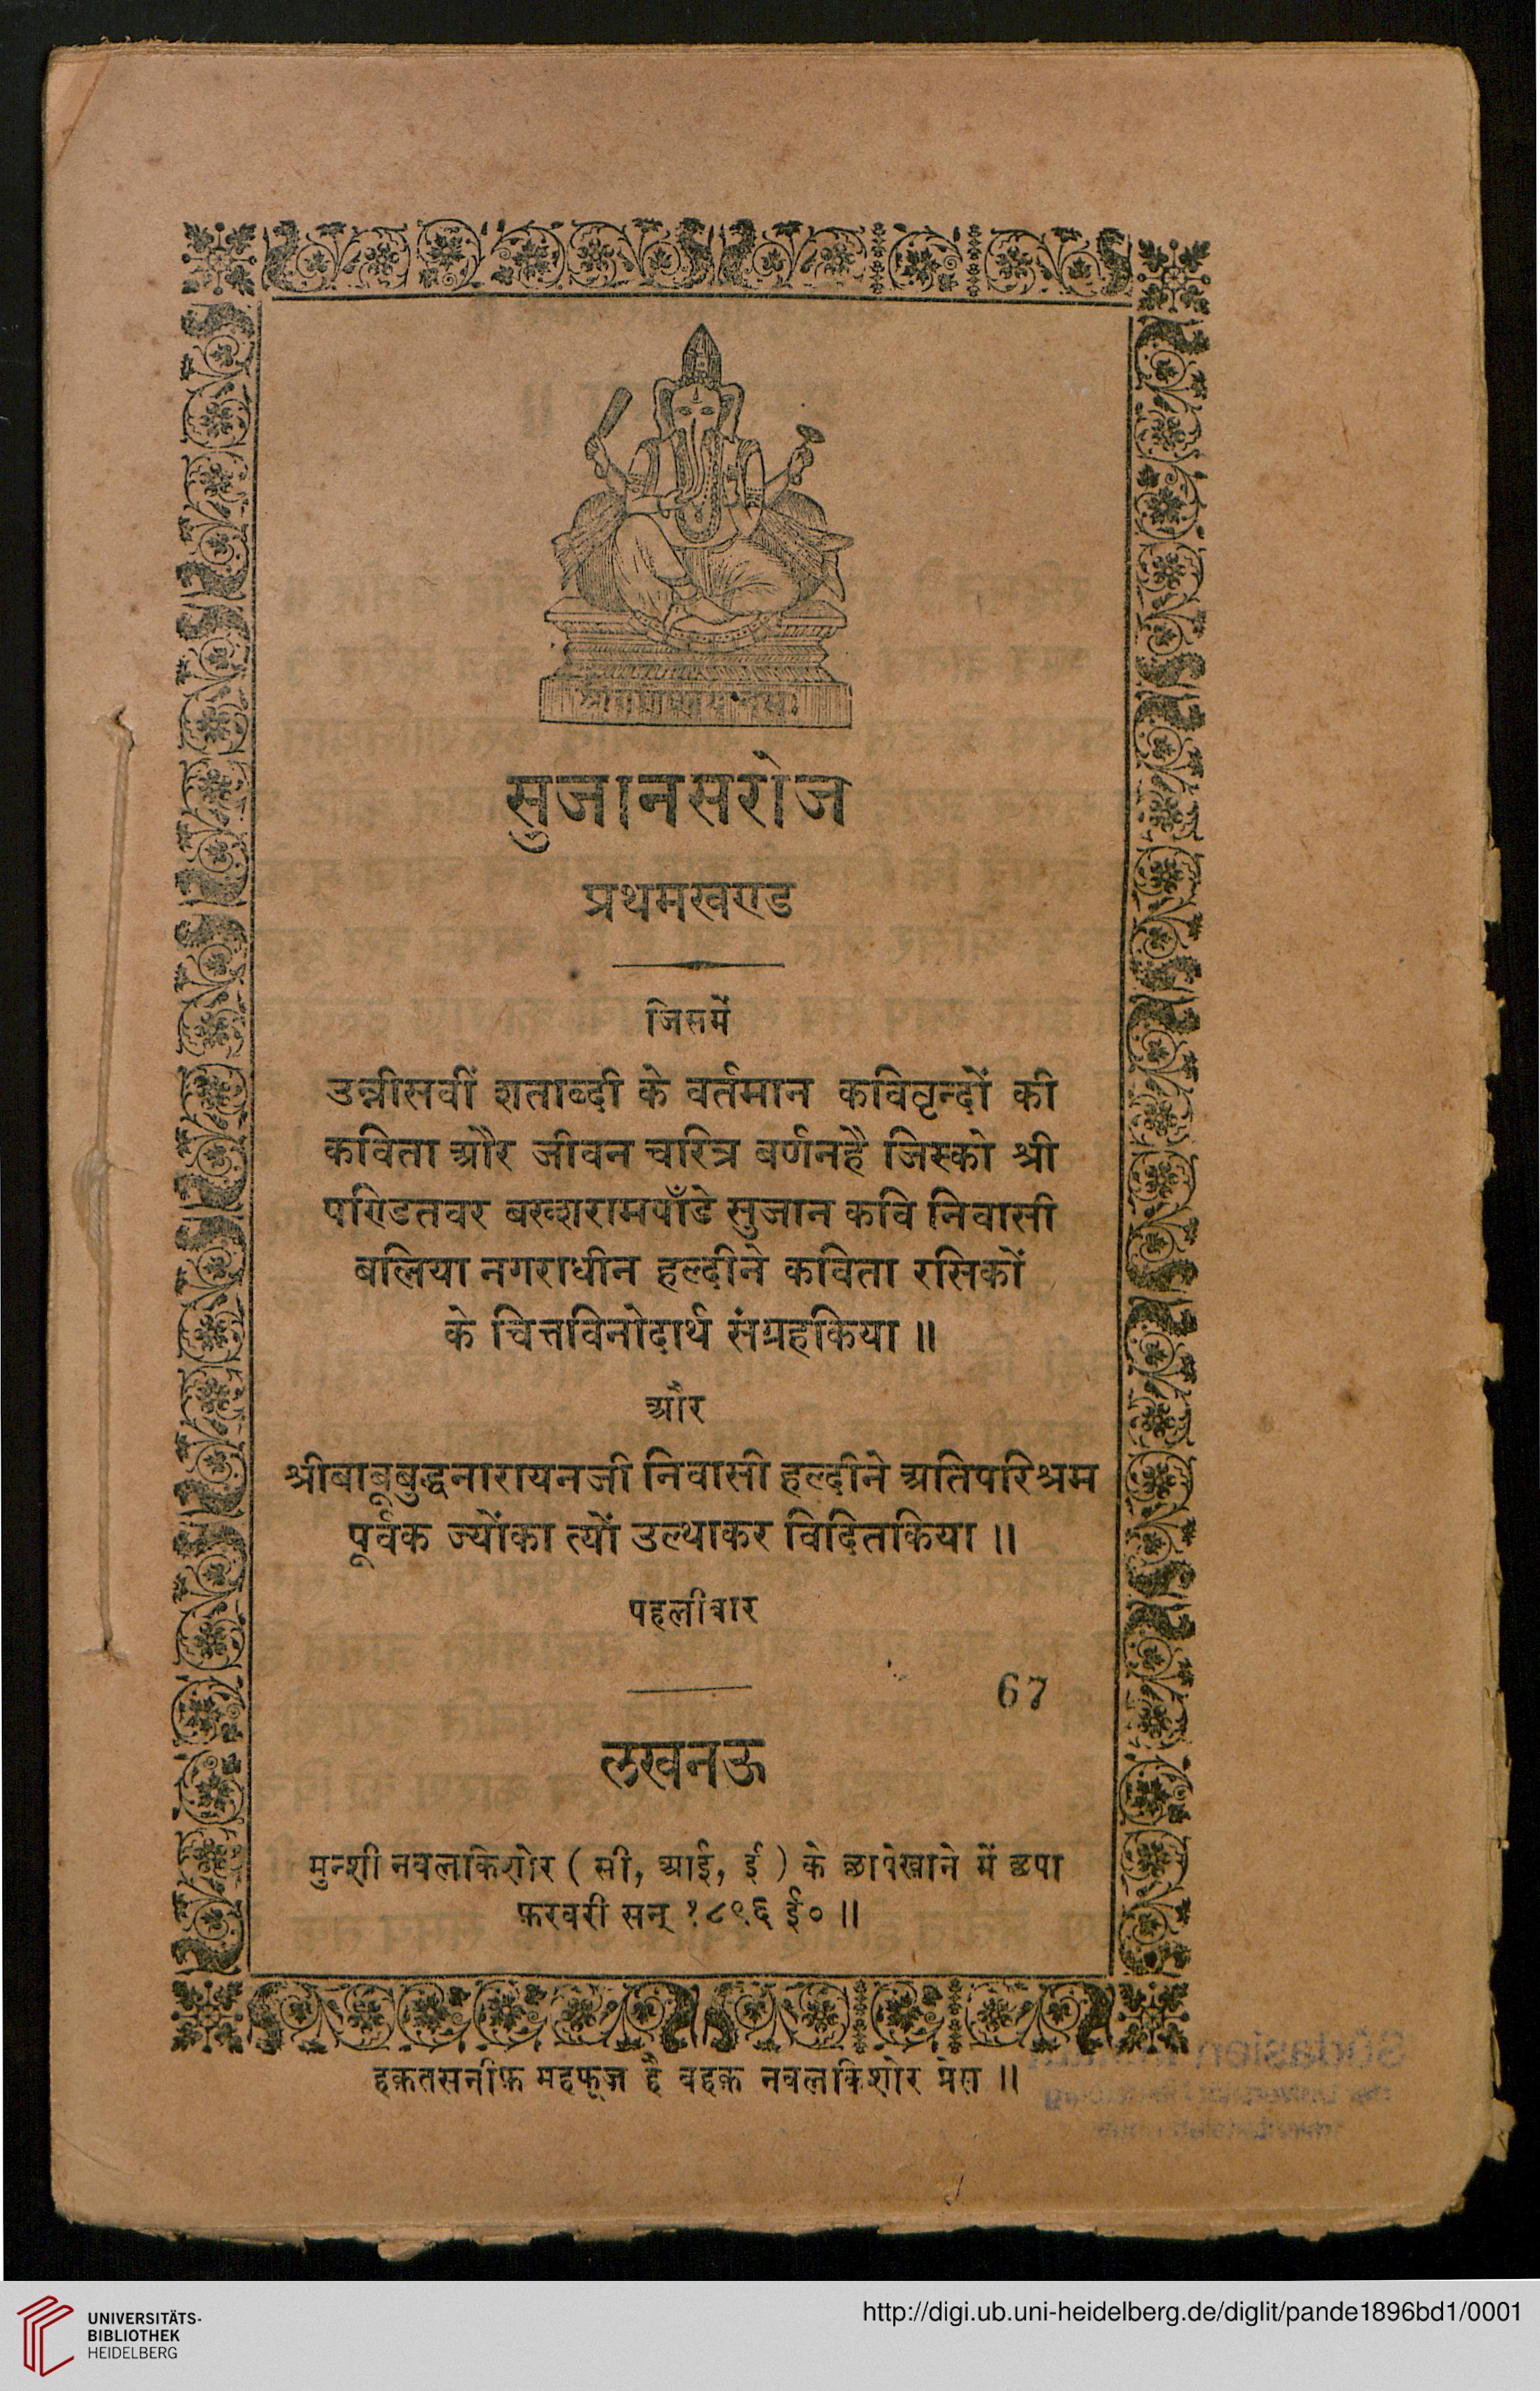 श्रीगणेशाय नमः
सुजानसरोज
प्रथमखण्ड
जिसमें
उन्नीसवीं शताब्दी के वर्तमान कविवृन्दों की
कविता और जीवन चरित्र बर्णनहै जिस्को श्री
पण्डितवर बख्शरामपाँडे सुजान कवि निवासी
बलिया नगराधीन हल्दीने कविता रसिकों
के चित्तविनोदार्थ संग्रहकिया ॥
और
श्रीबाबूबुद्धनारायनजी निवासी हल्दीने अतिपरिश्रम
पूर्वक ज्योंका त्यों उल्थाकर विदितकिया ॥
पहलीबार
67
लखनऊ
मुन्शी नवलकिशोर ( सी, आई, ई ) के छापेखाने में छपा
फ़रवरी सन् १८९६ ई० ॥
हक़तसनीफ़ महफूज़ है बहक़ नवलकिशोर प्रेस ॥
UNIVERSITÄTS-
BIBLIOTHEK
HEIDELBERG
http://digi.ub.uni-heidelberg.de/diglit/pande1896bd1/0001